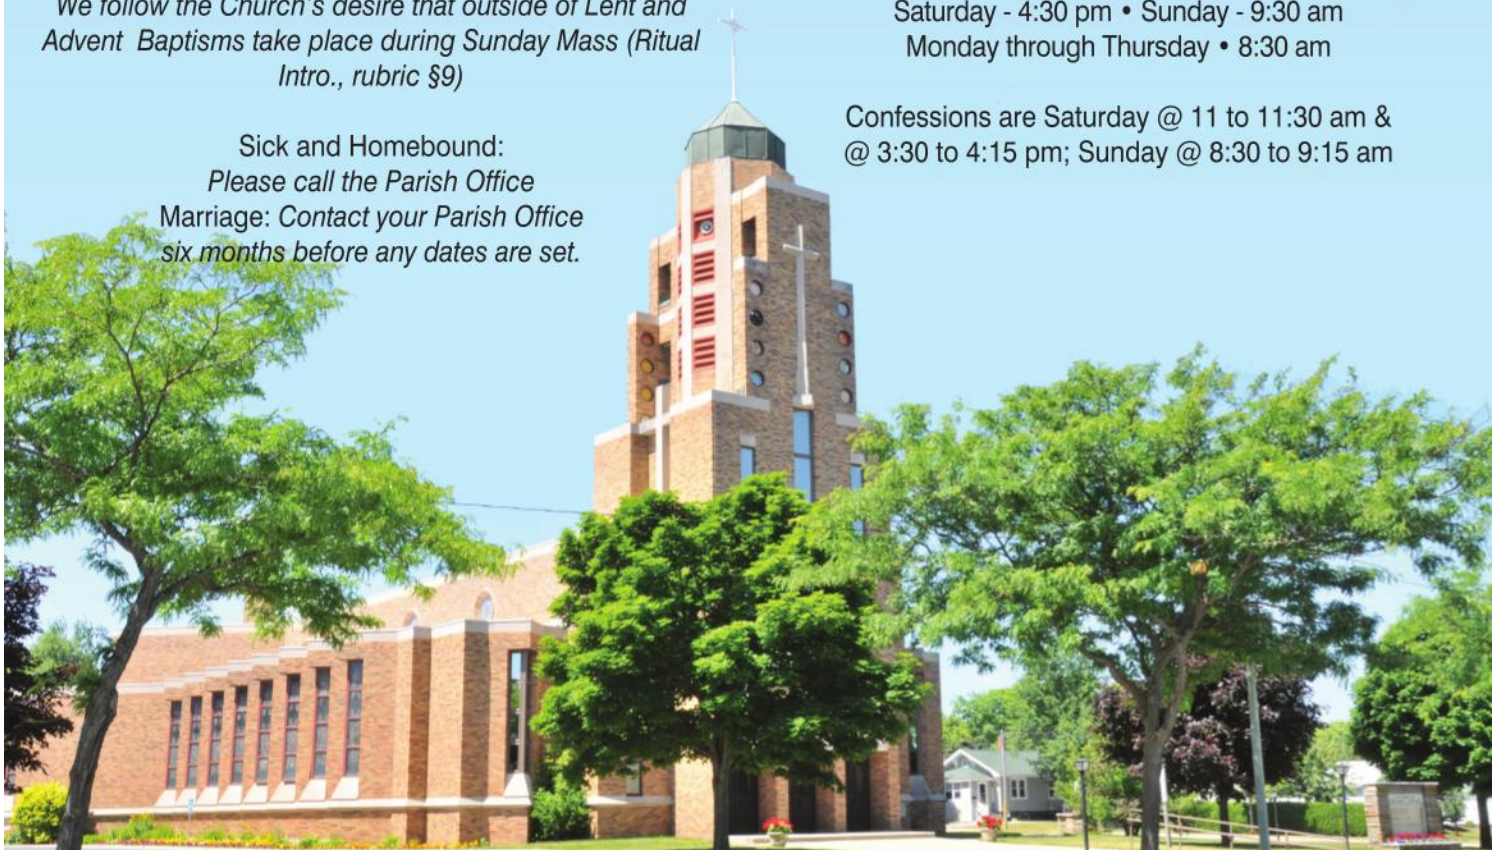 We follow the Church's desire that outside of Lent and
Advent Baptisms take place during Sunday Mass (Ritual
Intro., rubric §9)
Sick and Homebound:
Please call the Parish Office
Marriage: Contact your Parish Office
six months before any dates are set.
Saturday - 4:30 pm • Sunday - 9:30 am
Monday through Thursday • 8:30 am
Confessions are Saturday @ 11 to 11:30 am &
@ 3:30 to 4:15 pm; Sunday @ 8:30 to 9:15 am